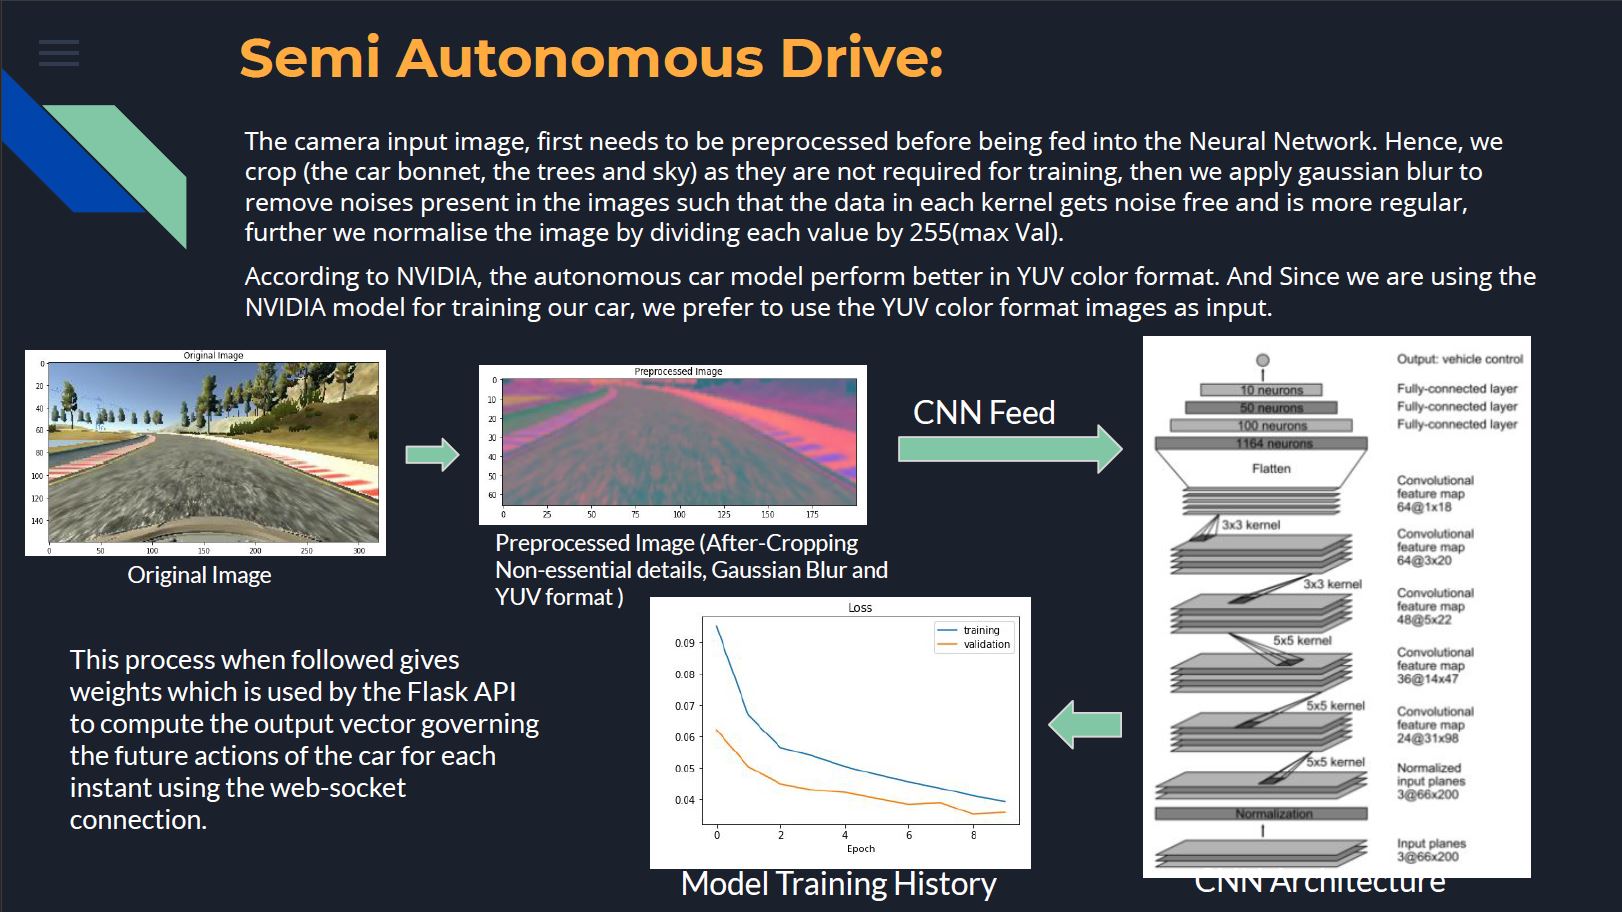 Semi Autonomous Drive:
The camera input image, first needs to be preprocessed before being fed into the Neural Network. Hence, we
crop (the car bonnet, the trees and sky) as they are not required for training, then we apply gaussian blur to
remove noises present in the images such that the data in each kernel gets noise free and is more regular,
further we normalise the image by dividing each value by 255(max Val).
According to NVIDIA, the autonomous car model perform better in YUV color format. And Since we are using the
NVIDIA model for training our car, we prefer to use the YUV color format images as input.
Original Image
0
20
40
60
80
100
120
140
0 50 100 150 200 250 300
Original Image
Preprocessed Image
0
10
20
30
40
50
60
0 25 50 75 100 125 150 175
Preprocessed Image (After-Cropping
Non-essential details, Gaussian Blur and
YUV format )
CNN Feed
Output: vehicle control
10 neurons Fully-connected layer
50 neurons Fully-connected layer
100 neurons Fully-connected layer
1164 neurons
Flatten
Convolutional
feature map
64@1x18
3x3 kernel
Convolutional
feature map
64@3x20
3x3 kernel
Convolutional
feature map
48@5x22
5x5 kernel
Convolutional
feature map
36@14x47
5x5 kernel
Convolutional
feature map
24@31x98
5x5 kernel
Normalized
input planes
3@66x200
Normalization
Input planes
3@66x200
CNN Architecture
Loss
training
validation
0.09
0.08
0.07
0.06
0.05
0.04
0 2 4 6 8
Epoch
Model Training History
This process when followed gives
weights which is used by the Flask API
to compute the output vector governing
the future actions of the car for each
instant using the web-socket
connection.